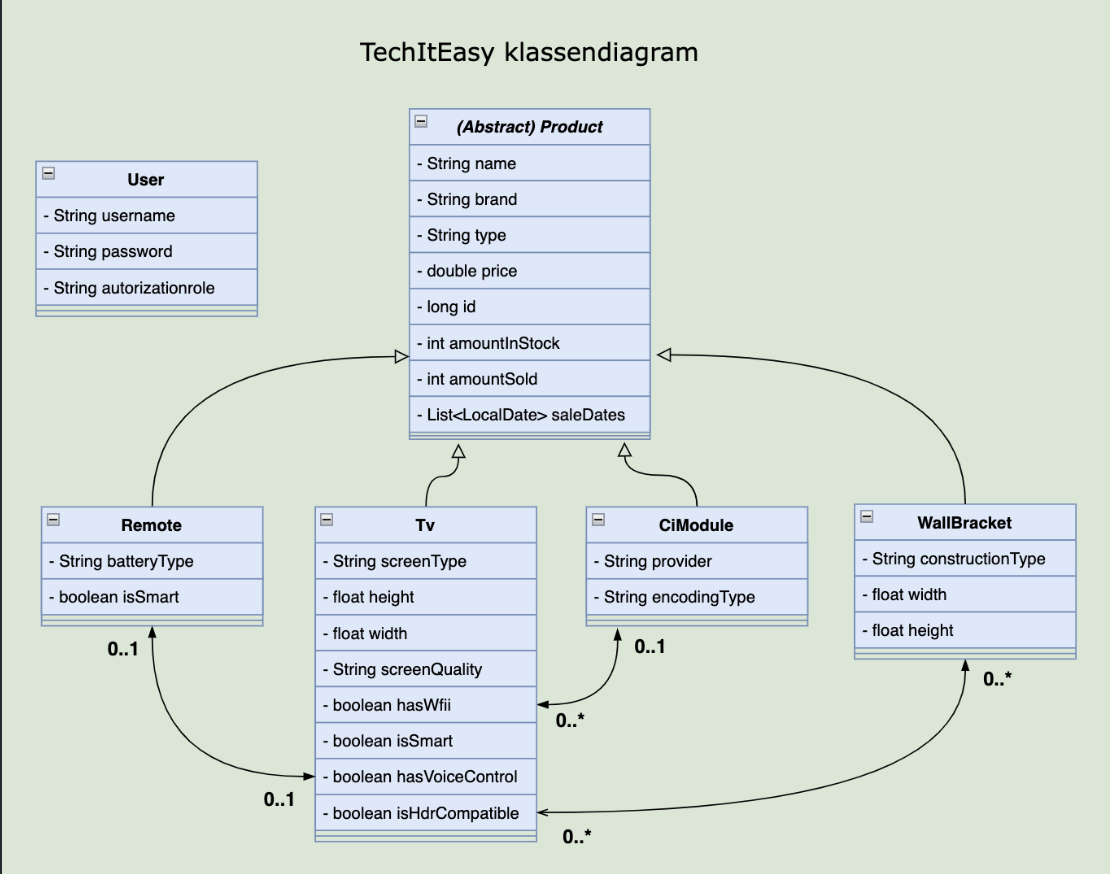 TechItEasy klassendiagram
(Abstract) Product
- String name
- String brand
- String type
- double price
- long id
- int amountInStock
- int amountSold
- List<LocalDate> saleDates
User
- String username
- String password
- String autorizationrole
Remote
- String batteryType
- boolean isSmart
0..1
Tv
- String screenType
- float height
- float width
- String screenQuality
- boolean hasWfii
- boolean isSmart
- boolean hasVoiceControl
- boolean isHdrCompatible
0..1
0..*
0..*
CiModule
- String provider
- String encodingType
0..1
WallBracket
- String constructionType
- float width
- float height
0..*